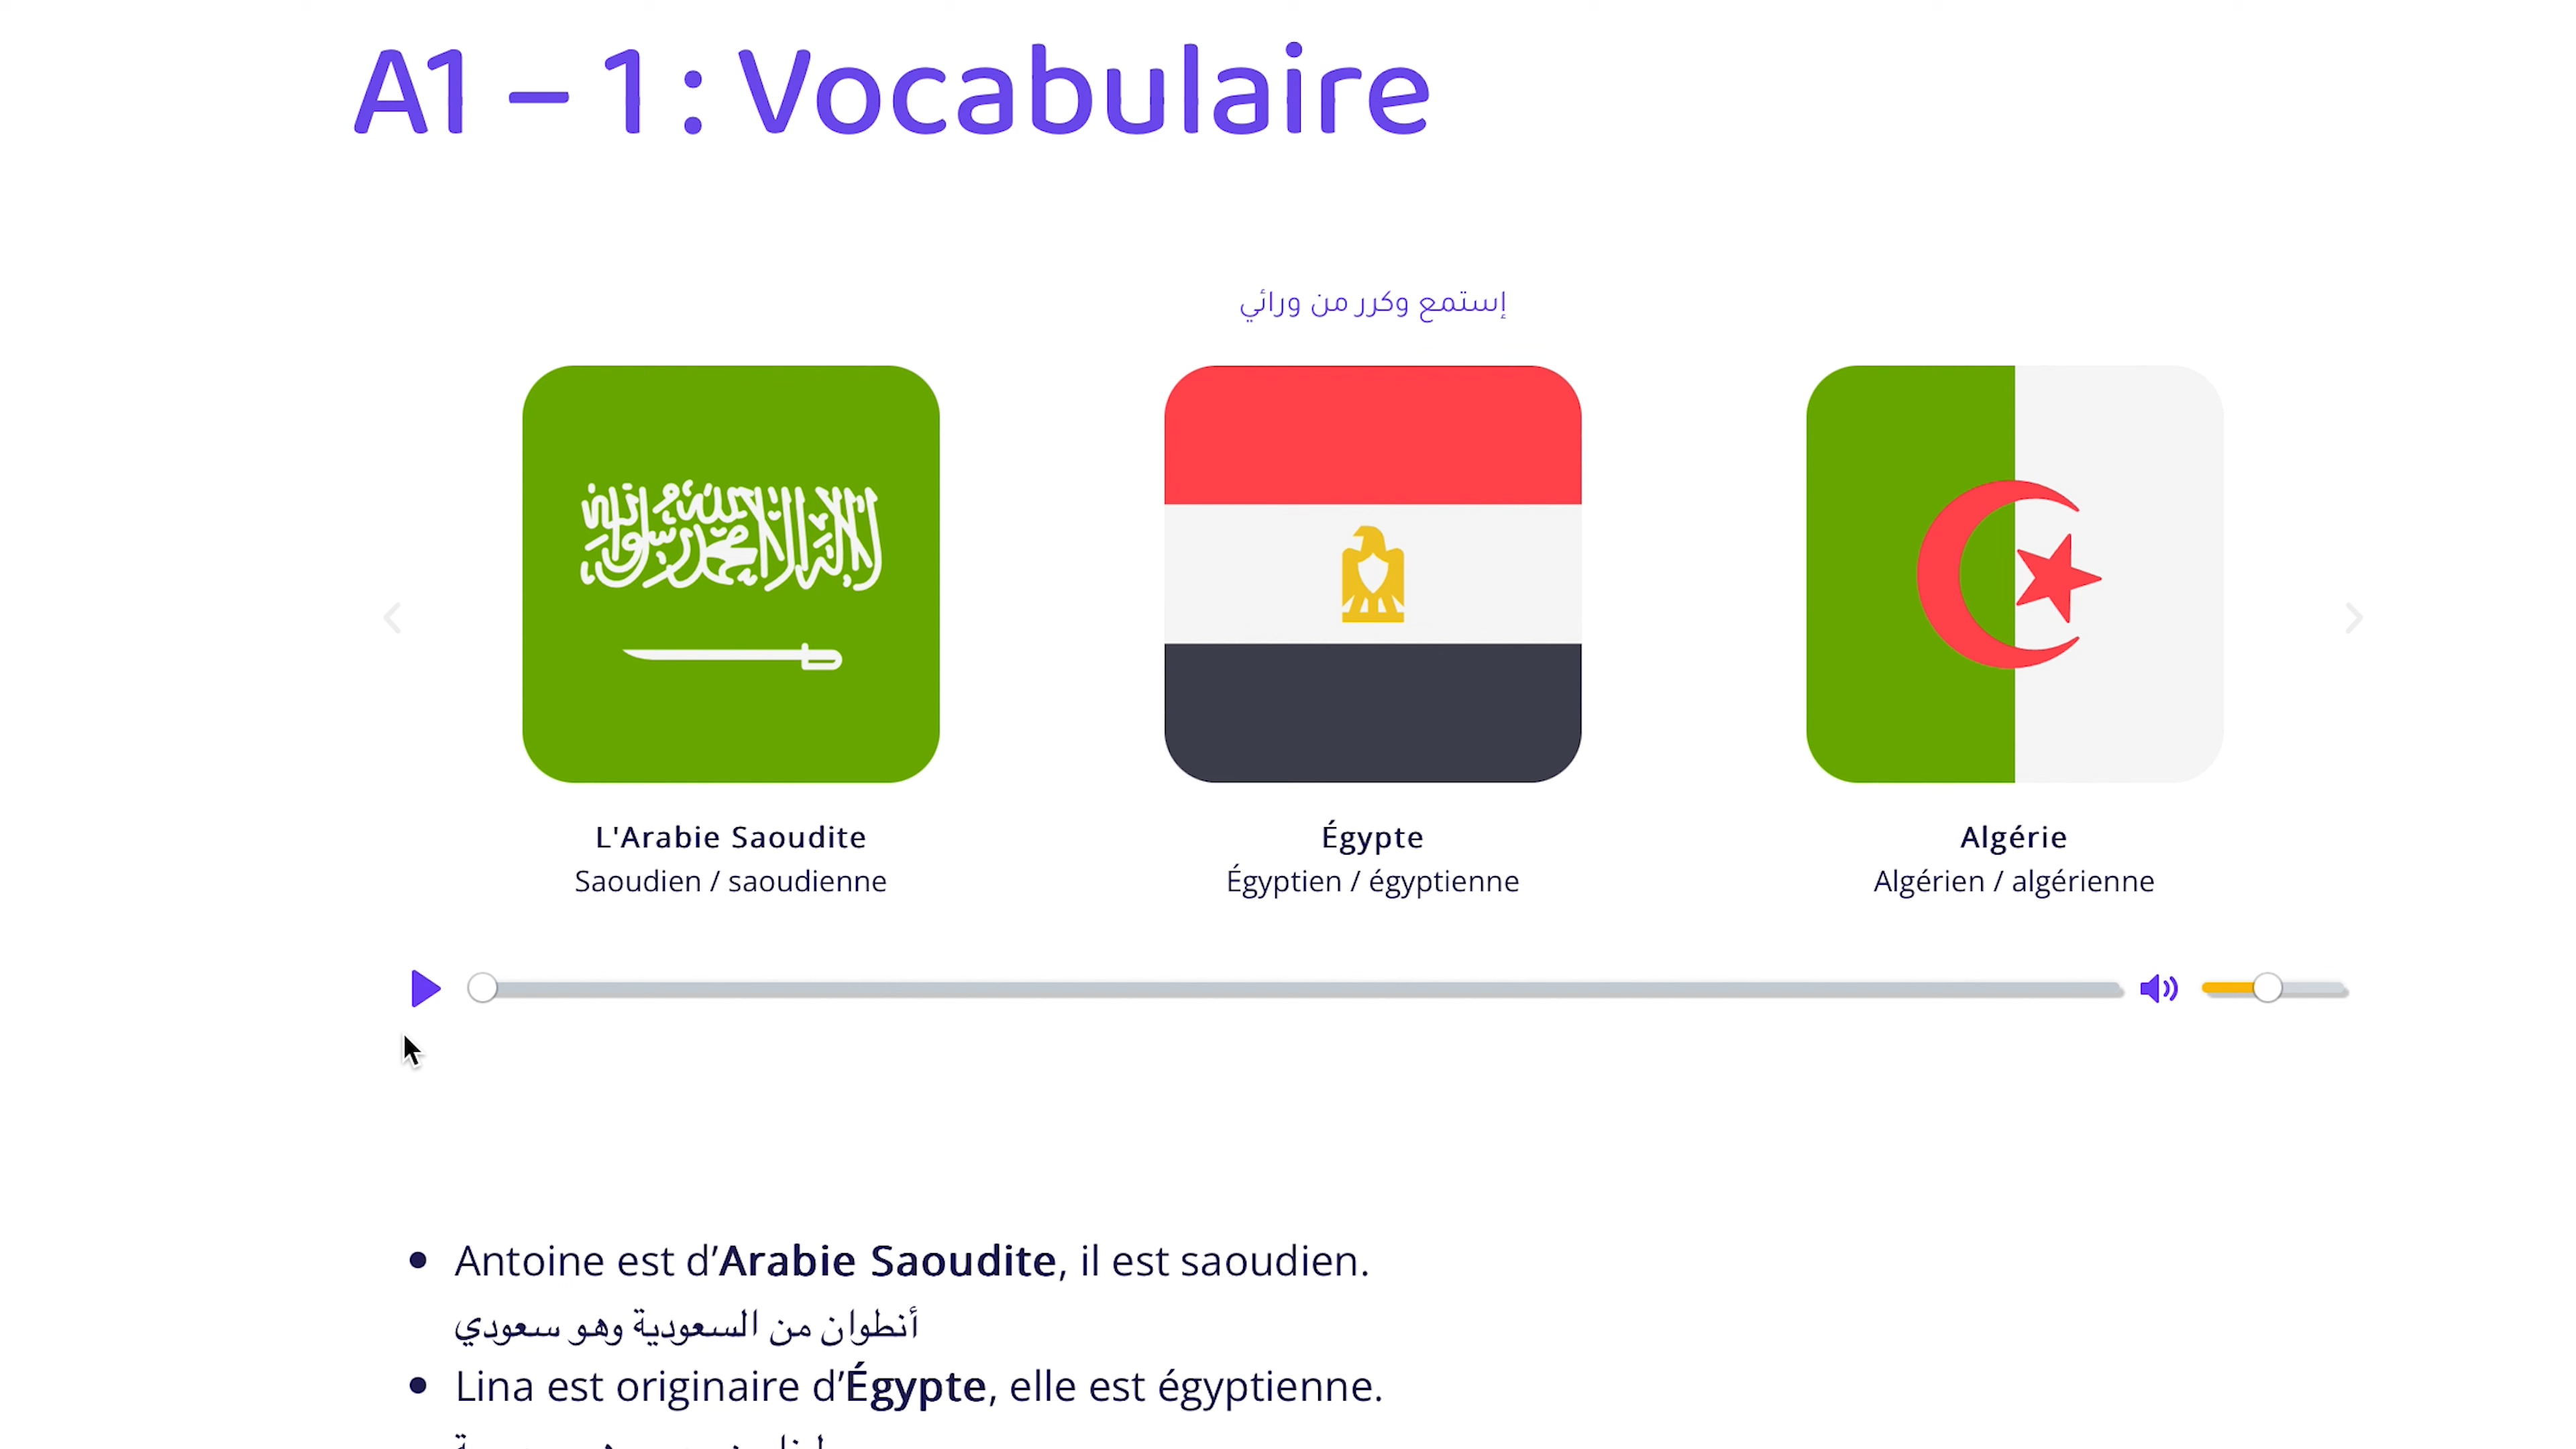 A1 – 1 : Vocabulaire
إستمع وكرر من ورائي
L'Arabie Saoudite
Saoudien / saoudienne
Égypte
Égyptien / égyptienne
Algérie
Algérien / algérienne
Antoine est d’Arabie Saoudite, il est saoudien.
أنطوان من السعودية وهو سعودي
Lina est originaire d’Égypte, elle est égyptienne.